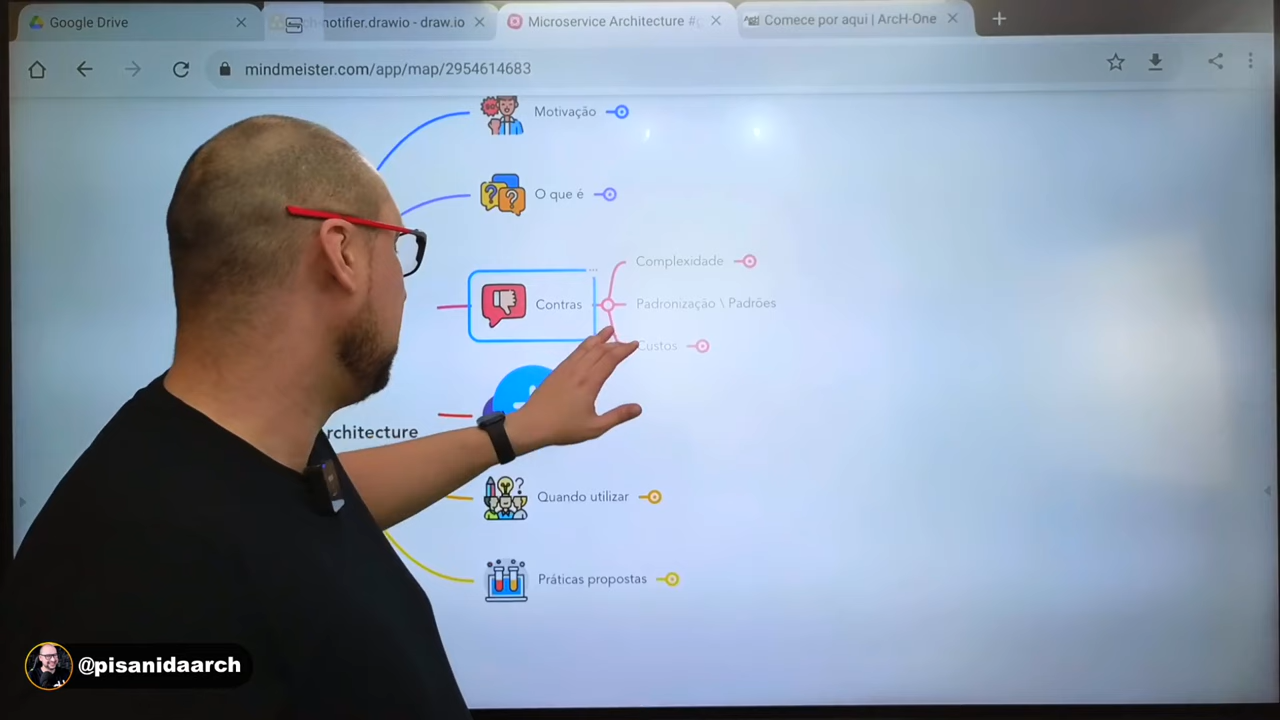 Google Drive
notifier.drawio - draw.io
Microservice Architecture #
Comece por aqui | ArcH-One
mindmeister.com/app/map/2954614683
Motivação
O que é
Complexidade
Contras
Padronização \ Padrões
Custos
rchitecture
Quando utilizar
Práticas propostas
@pisanidaarch